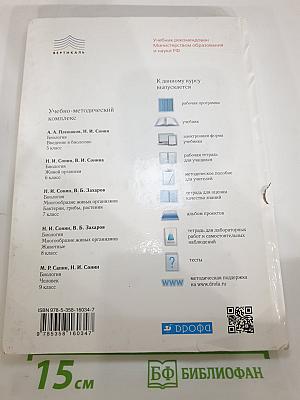 ВЕРТИКАЛЬ
Учебник рекомендован
Министерством образования
и науки РФ
Учебно-методический
комплекс
А. А. Плешаков, Н. И. Сонин
Биология
Введение в биологию
5 класс
Н. И. Сонин, В. И. Сонина
Биология
Живой организм
6 класс
Н. И. Сонин, В. Б. Захаров
Биология
Многообразие живых организмов
Бактерии, грибы, растения
7 класс
Н. И. Сонин, В. Б. Захаров
Биология
Многообразие живых организмов
Животные
8 класс
М. Р. Сапин, Н. И. Сонин
Биология
Человек
9 класс
К данному курсу
выпускается
рабочая программа
учебник
электронная форма
учебника
рабочая тетрадь
для учащихся
методическое пособие
для учителей
тетрадь для оценки
качества знаний
альбом проектов
тетрадь для лабораторных
работ и самостоятельных
наблюдений
?
тесты
www
методическая поддержка
на www.drofa.ru
ISBN 978-5-358-16034-7
9 785358 160347
ДРОФА
15 см
БФ БИБЛИОФАН